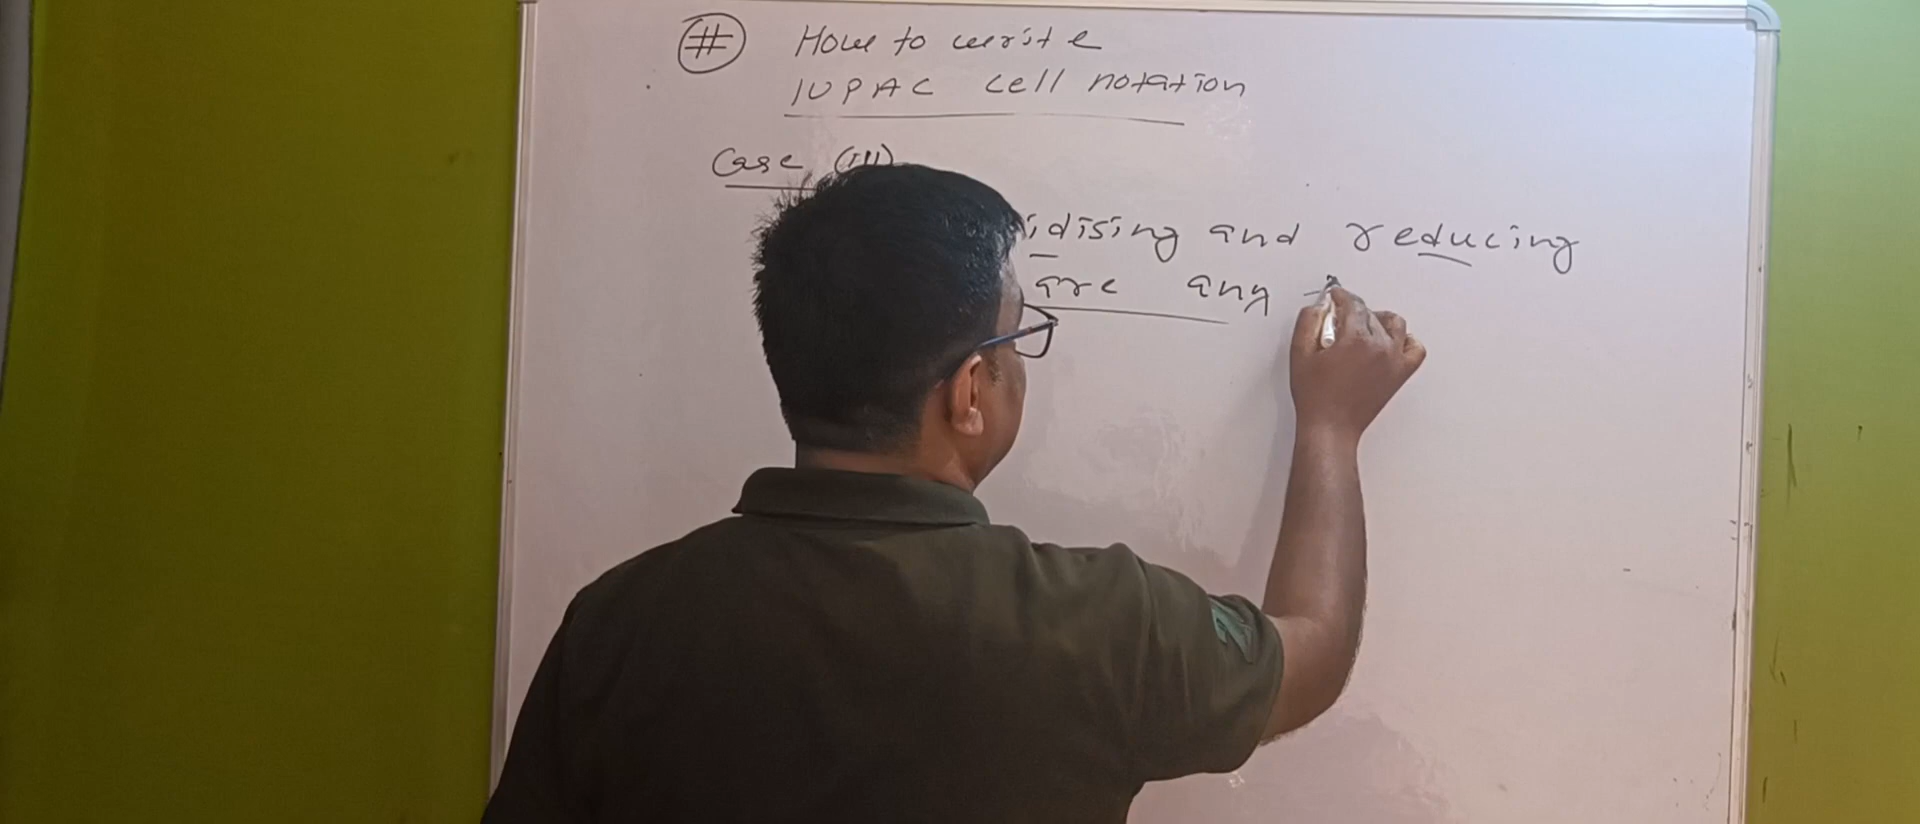 # How to write
IUPAC cell notation
Case (III)
idising and reducing
are any